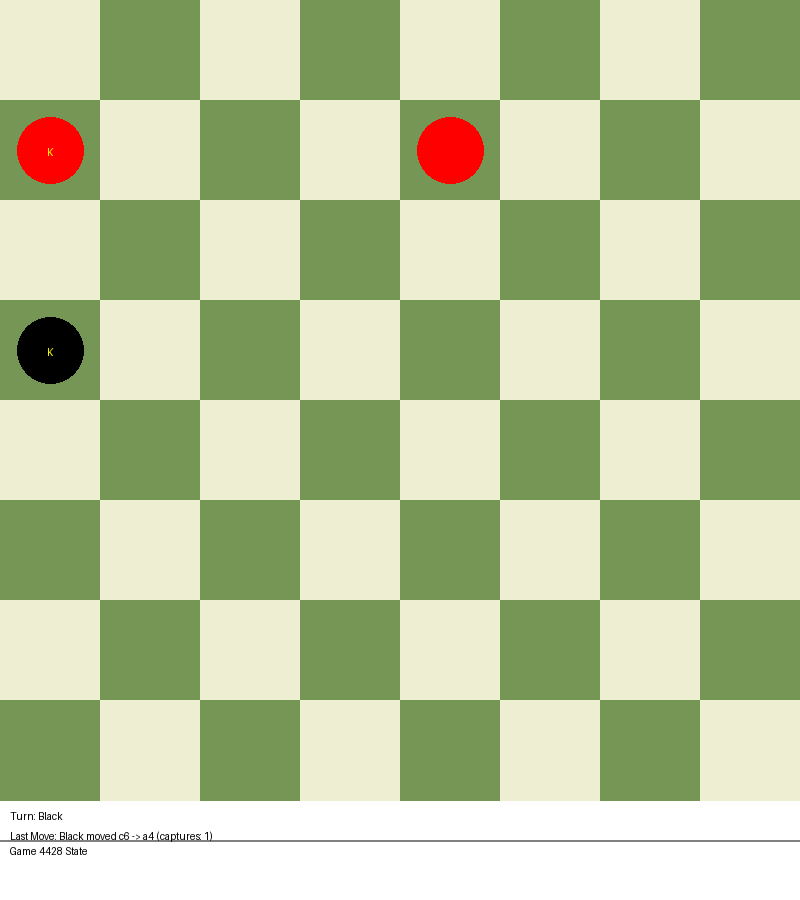 K
K
Turn: Black
Last Move: Black moved c6 -> a4 (captures: 1)
Game 4428 State